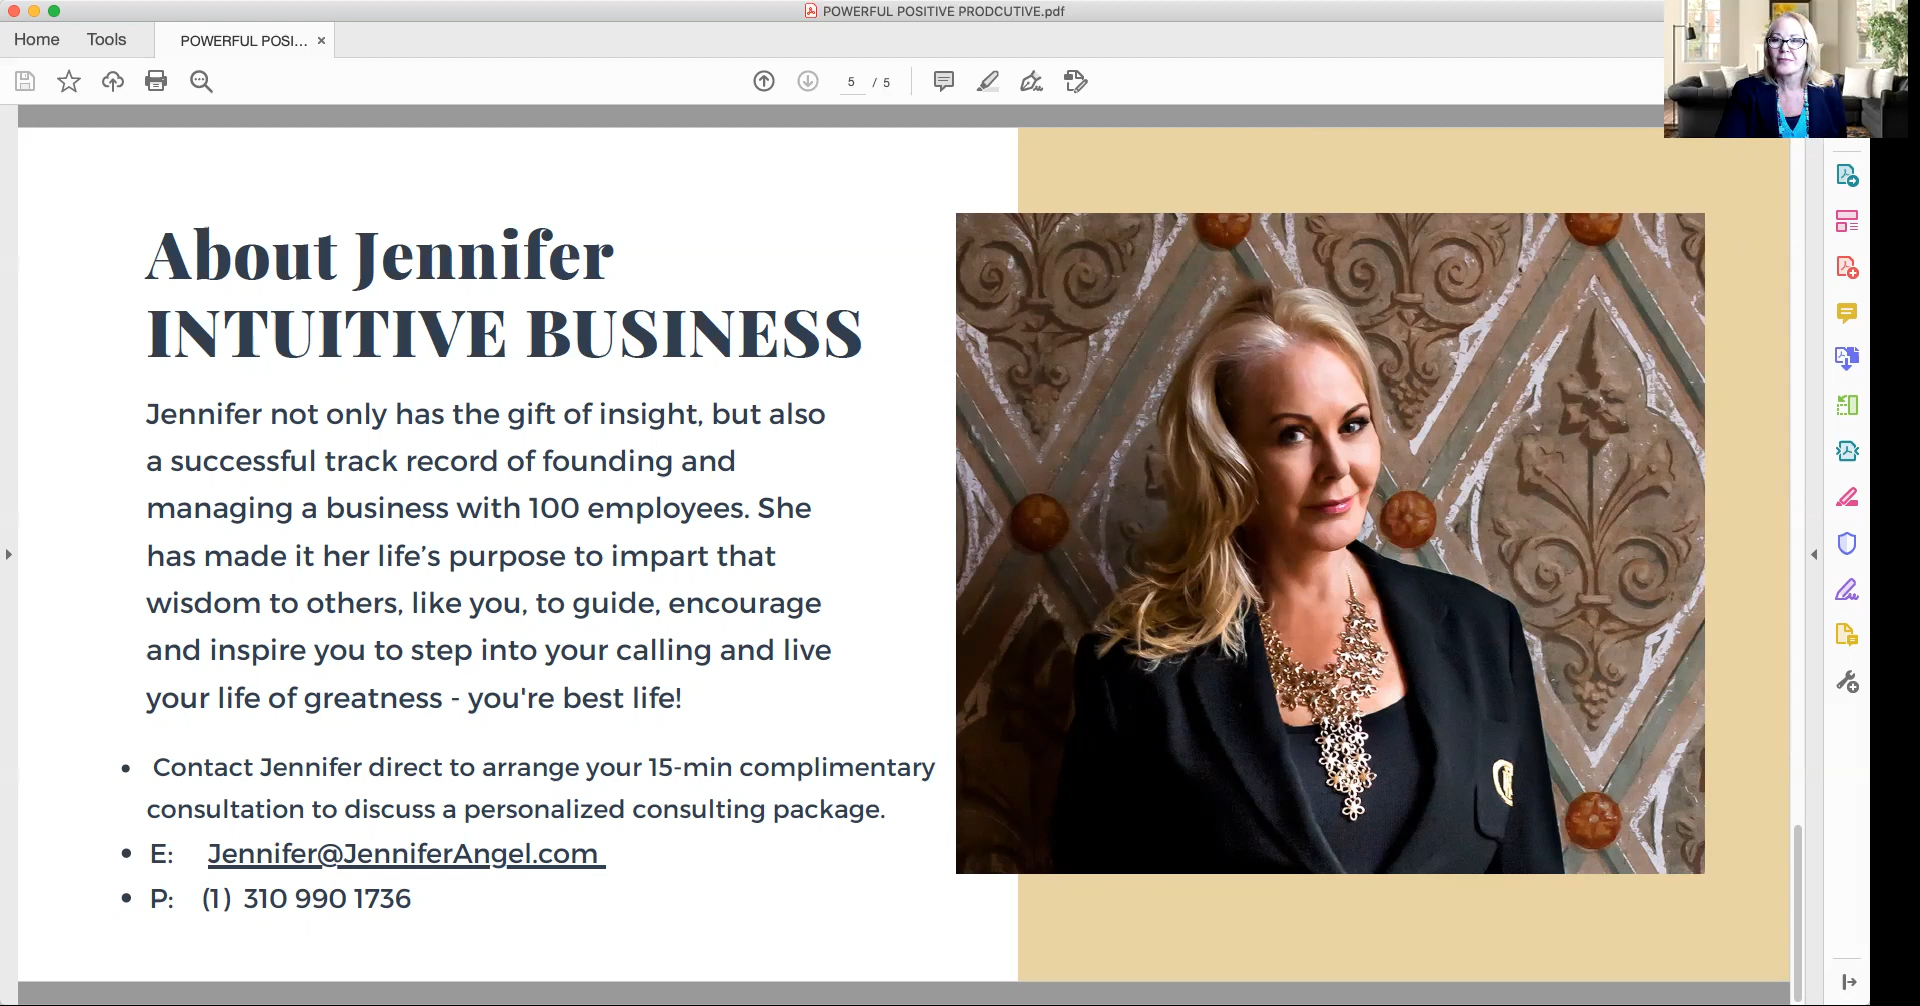 POWERFUL POSITIVE PRODCUTIVE.pdf
Home Tools POWERFUL POSI... ×
5 / 5
About Jennifer
INTUITIVE BUSINESS
Jennifer not only has the gift of insight, but also
a successful track record of founding and
managing a business with 100 employees. She
has made it her life’s purpose to impart that
wisdom to others, like you, to guide, encourage
and inspire you to step into your calling and live
your life of greatness - you're best life!
• Contact Jennifer direct to arrange your 15-min complimentary
consultation to discuss a personalized consulting package.
• E: Jennifer@JenniferAngel.com
• P: (1) 310 990 1736